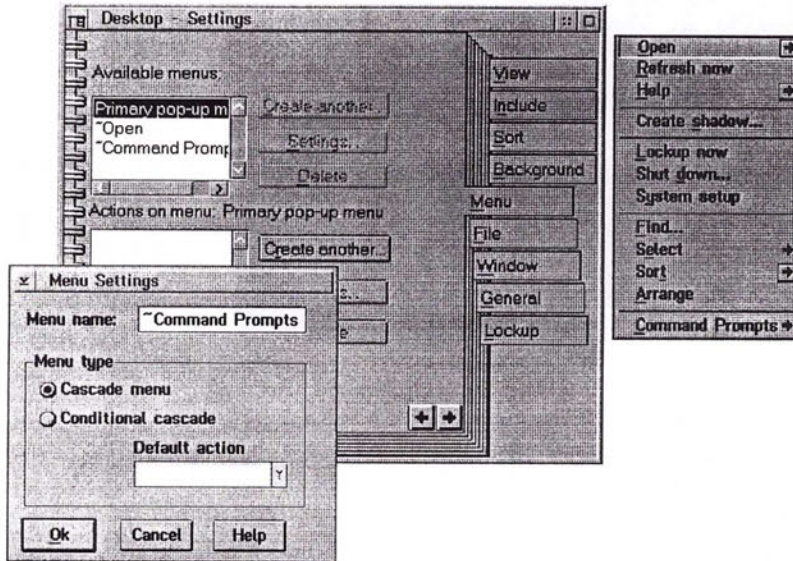 Desktop - Settings
Available menus:
Primary pop-up m
~Open
~Command Promp
Create another..
Settings..
Delete
Actions on menu: Primary pop-up menu
Create another..
View
Include
Sort
Background
Menu
File
Window
General
Lockup
Menu Settings
Menu name:
~Command Prompts
Menu type
Cascade menu
Conditional cascade
Default action
Ok
Cancel
Help
Open
Refresh now
Help
Create shadow...
Lockup now
Shut down...
System setup
Find...
Select
Sort
Arrange
Command Prompts